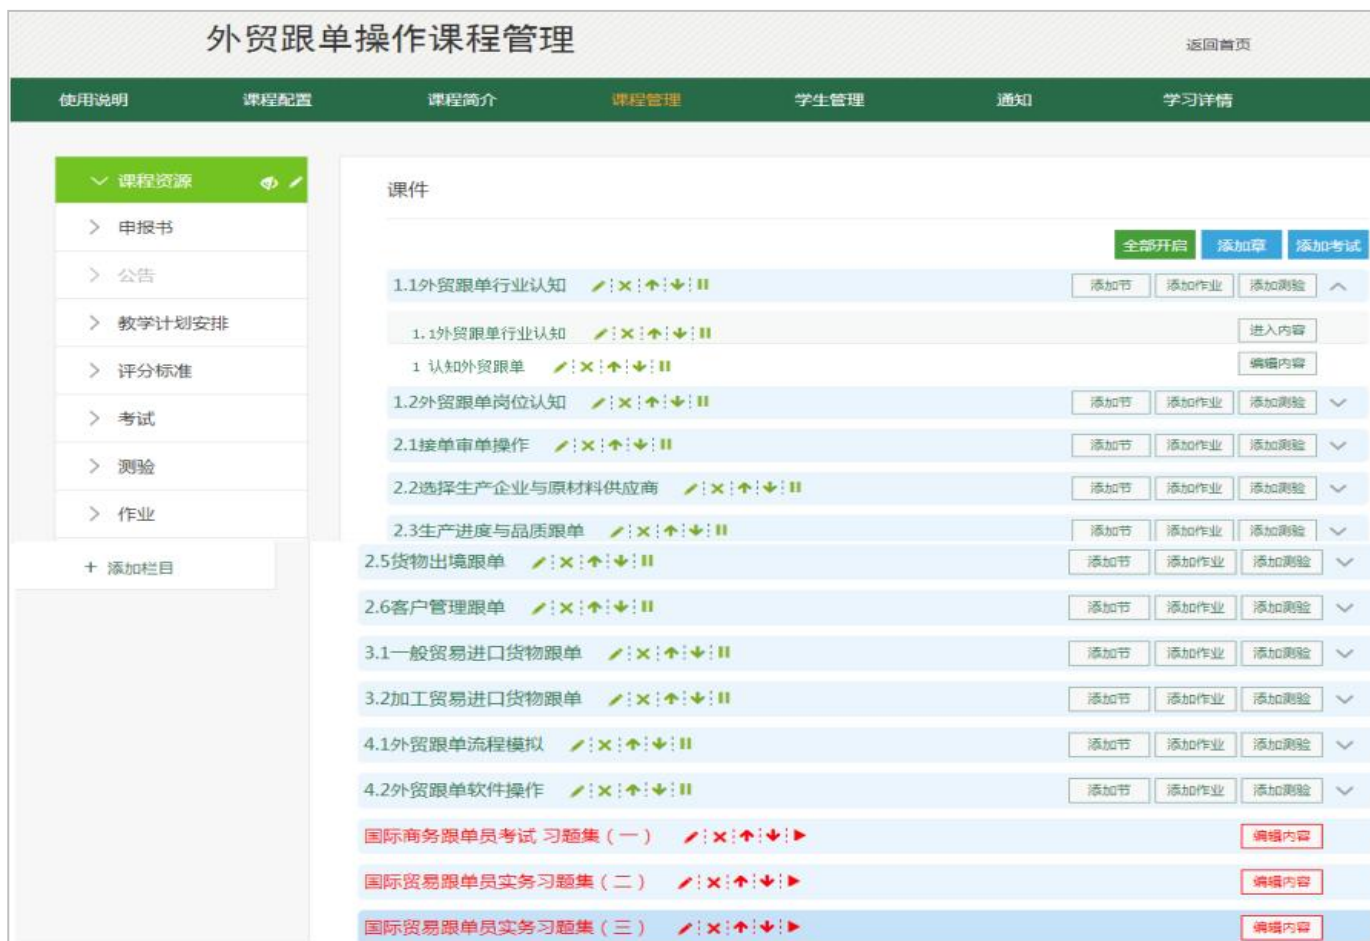 外贸跟单操作课程管理
返回首页
使用说明 课程配置 课程简介 课程管理 学生管理 通知 学习详情
课程资源
申报书
公告
教学计划安排
评分标准
考试
测验
作业
+ 添加栏目
课件
全部开启 添加章 添加考试
1.1外贸跟单行业认知 添加节 添加作业 添加测验
1.1外贸跟单行业认知 进入内容
1 认知外贸跟单 编辑内容
1.2外贸跟单岗位认知 添加节 添加作业 添加测验
2.1接单审单操作 添加节 添加作业 添加测验
2.2选择生产企业与原材料供应商 添加节 添加作业 添加测验
2.3生产进度与品质跟单 添加节 添加作业 添加测验
2.5货物出境跟单 添加节 添加作业 添加测验
2.6客户管理跟单 添加节 添加作业 添加测验
3.1一般贸易进口货物跟单 添加节 添加作业 添加测验
3.2加工贸易进口货物跟单 添加节 添加作业 添加测验
4.1外贸跟单流程模拟 添加节 添加作业 添加测验
4.2外贸跟单软件操作 添加节 添加作业 添加测验
国际商务跟单员考试 习题集（一） 编辑内容
国际贸易跟单员实务习题集（二） 编辑内容
国际贸易跟单员实务习题集（三） 编辑内容